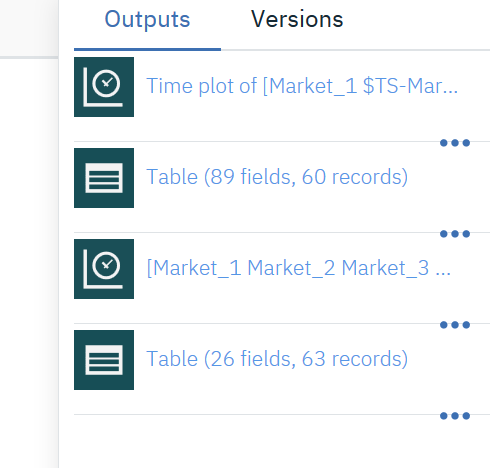 Outputs
Versions
Time plot of [Market_1 $TS-Mar...
Table (89 fields, 60 records)
[Market_1 Market_2 Market_3 ...
Table (26 fields, 63 records)